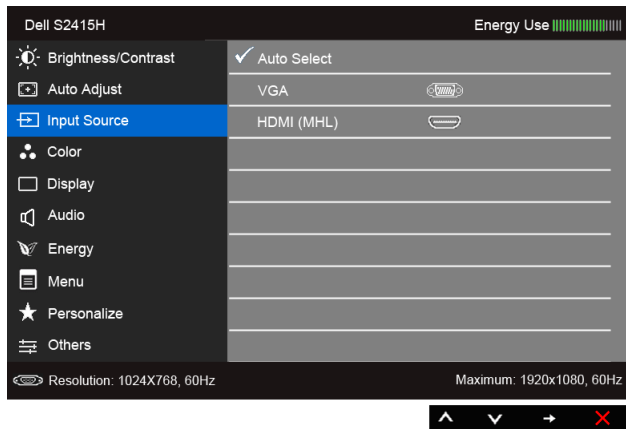 Dell S2415H Energy Use
Brightness/Contrast Auto Select
Auto Adjust VGA
Input Source HDMI (MHL)
Color
Display
Audio
Energy
Menu
Personalize
Others
Resolution: 1024X768, 60Hz Maximum: 1920x1080, 60Hz